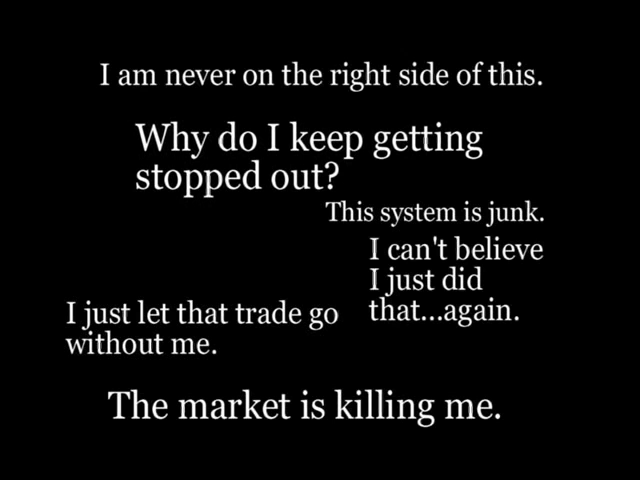 I am never on the right side of this.
Why do I keep getting
stopped out?
This system is junk.
I can't believe
I just did
that...again.
I just let that trade go
without me.
The market is killing me.